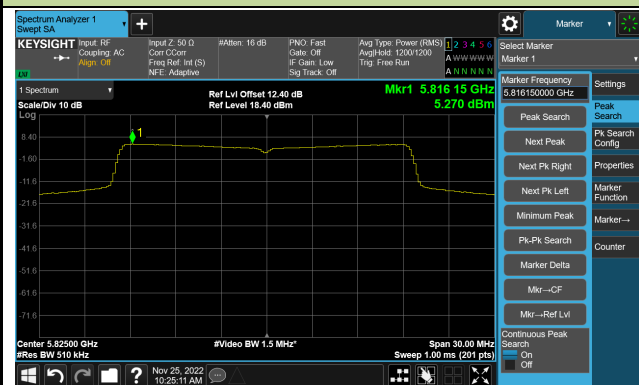 Spectrum Analyzer 1
Swept SA
Marker
KEYSIGHT
Input: RF
Coupling: AC
Align: Off
Input Z: 50 Ω
Corr CCorr
Freq Ref: Int (S)
NFE: Adaptive
#Atten: 16 dB
PNO: Fast
Gate: Off
IF Gain: Low
Sig Track: Off
Avg Type: Power (RMS)
Avg|Hold: 1200/1200
Trig: Free Run
1 2 3 4 5 6
A W W W W W
A N N N N N
LXI
Select Marker
Marker 1
1 Spectrum
Scale/Div 10 dB
Log
Ref Lvl Offset 12.40 dB
Ref Level 18.40 dBm
Mkr1 5.816 15 GHz
5.270 dBm
1
8.40
-1.60
-11.6
-21.6
-31.6
-41.6
-51.6
-61.6
-71.6
Center 5.82500 GHz
#Res BW 510 kHz
#Video BW 1.5 MHz*
Span 30.00 MHz
Sweep 1.00 ms (201 pts)
Marker Frequency
5.816150000 GHz
Peak Search
Next Peak
Next Pk Right
Next Pk Left
Minimum Peak
Pk-Pk Search
Marker Delta
Mkr→CF
Mkr→Ref Lvl
Continuous Peak
Search
On
Off
Settings
Peak
Search
Pk Search
Config
Properties
Marker
Function
Marker→
Counter
Nov 25, 2022
10:25:11 AM